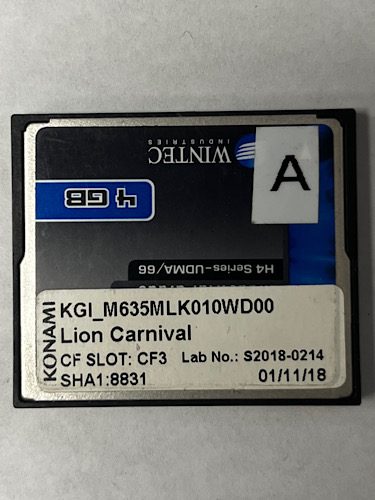 WINTEC
INDUSTRIES
A
4 GB
H4 Series-UDMA/66
KONAMI
KGI_M635MLK010WD00
Lion Carnival
CF SLOT: CF3 Lab No.: S2018-0214
SHA1:8831 01/11/18